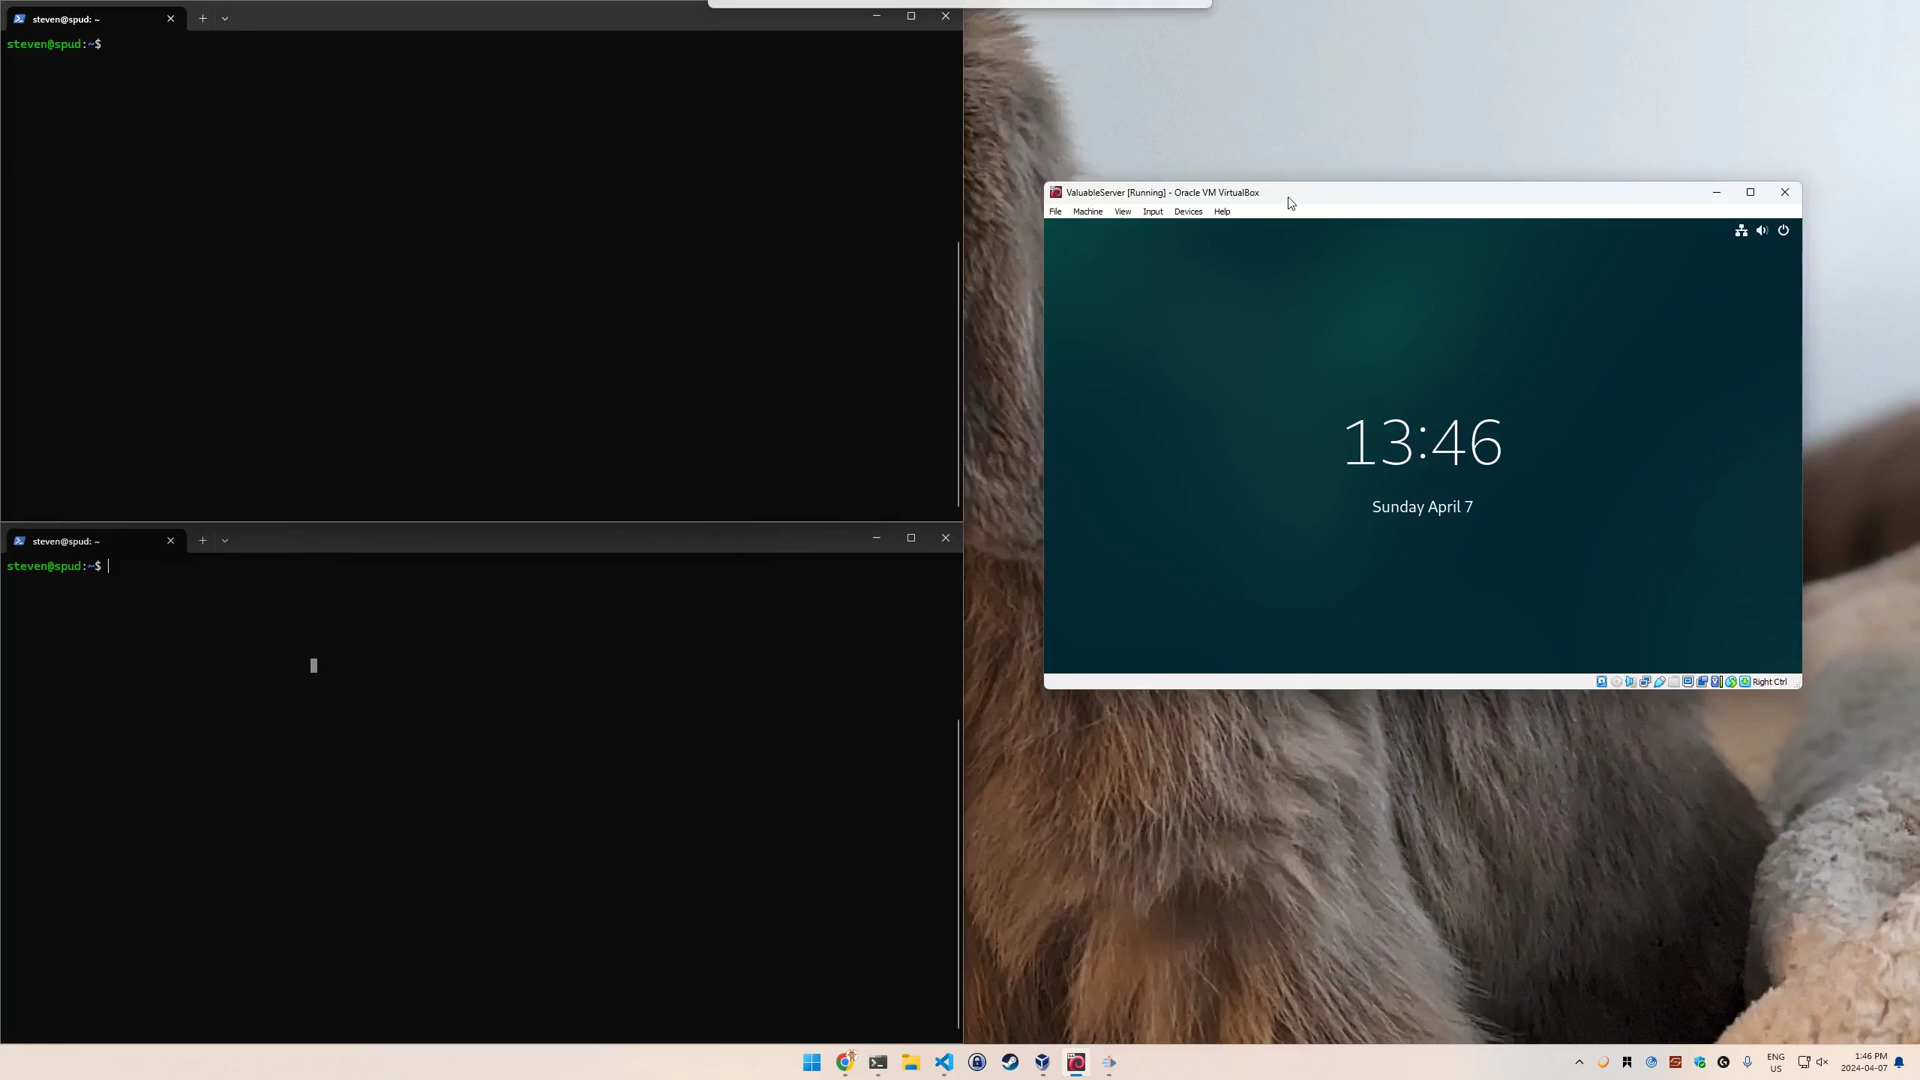 steven@spud: ~
steven@spud:~$
steven@spud: ~
steven@spud:~$
ValuableServer [Running] - Oracle VM VirtualBox
File Machine View Input Devices Help
13:46
Sunday April 7
Right Ctrl
ENG
US
1:46 PM
2024-04-07